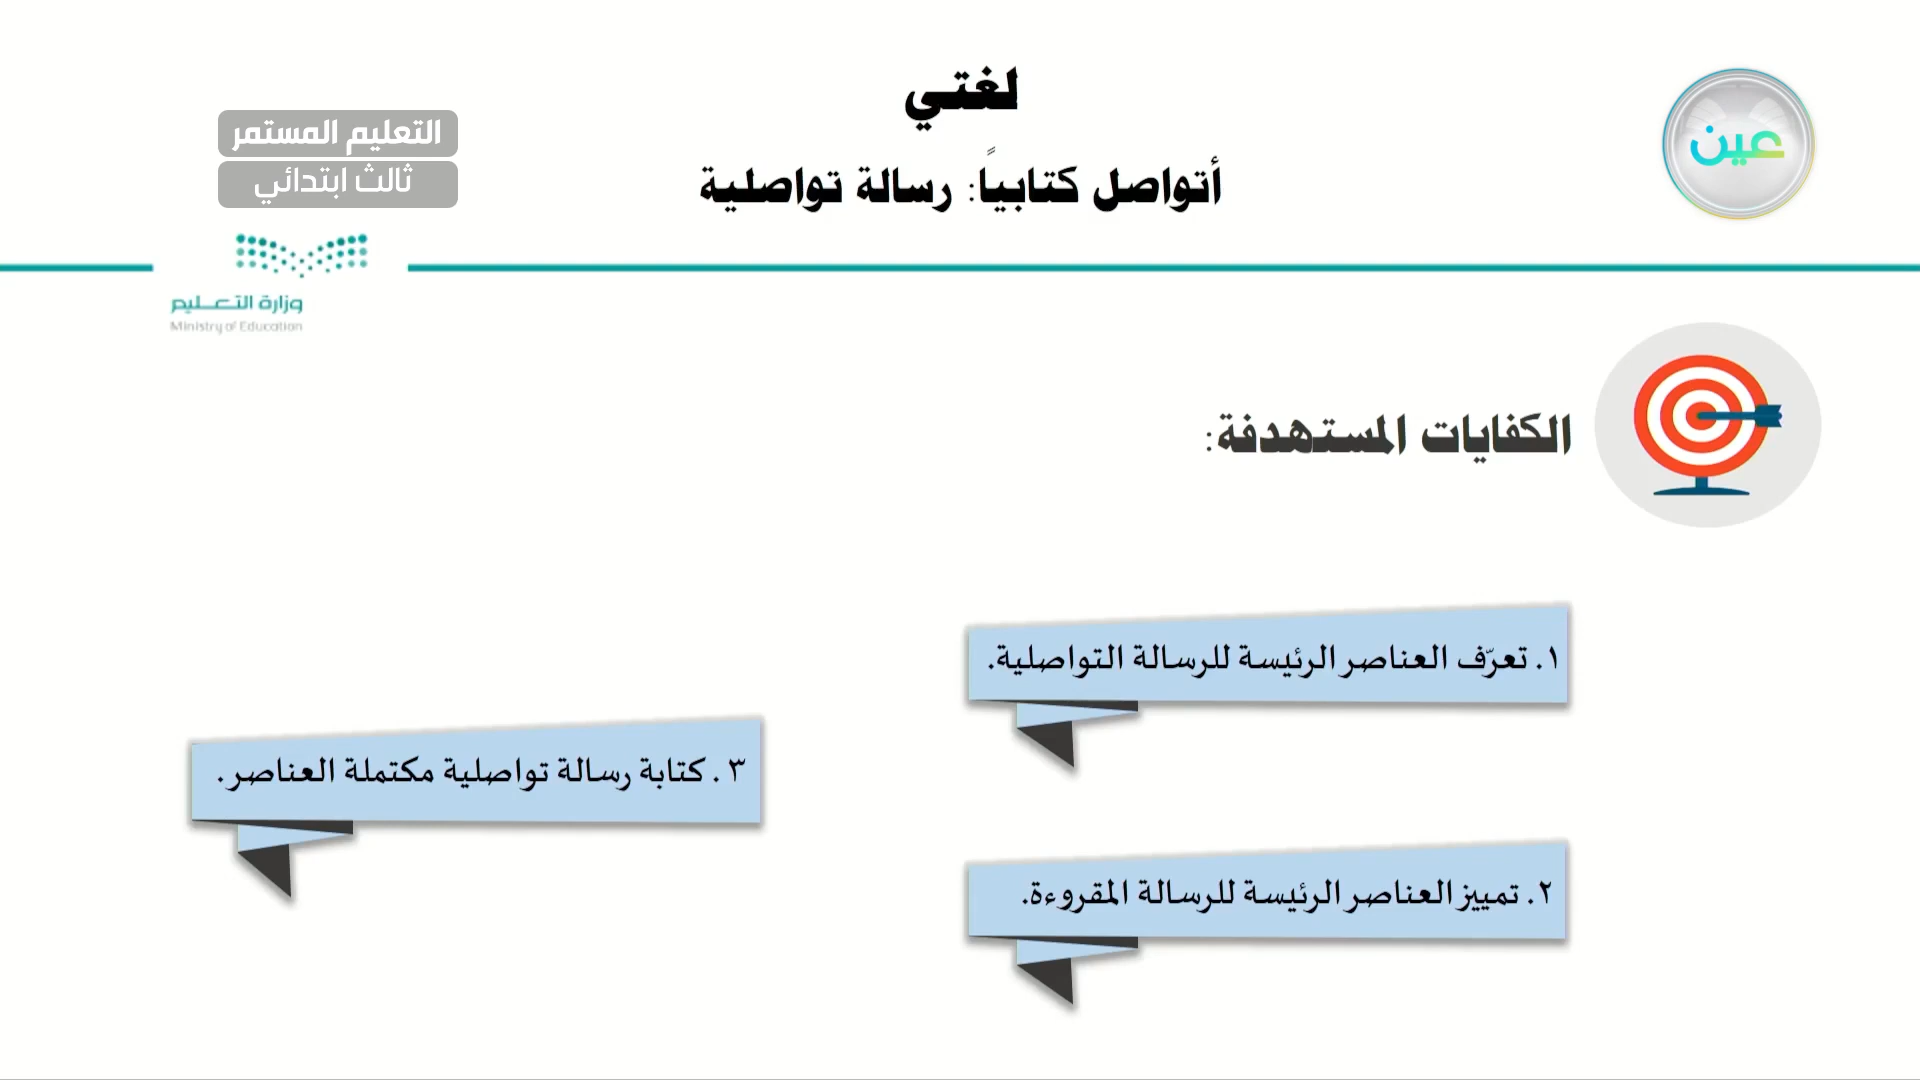 لغتي
أتواصل كتابياً: رسالة تواصلية
عين
التعليم المستمر
ثالث ابتدائي
وزارة التعـليم
Ministry of Education
الكفايات المستهدفة:
١. تعرّف العناصر الرئيسة للرسالة التواصلية.
٢. تمييز العناصر الرئيسة للرسالة المقروءة.
٣. كتابة رسالة تواصلية مكتملة العناصر.